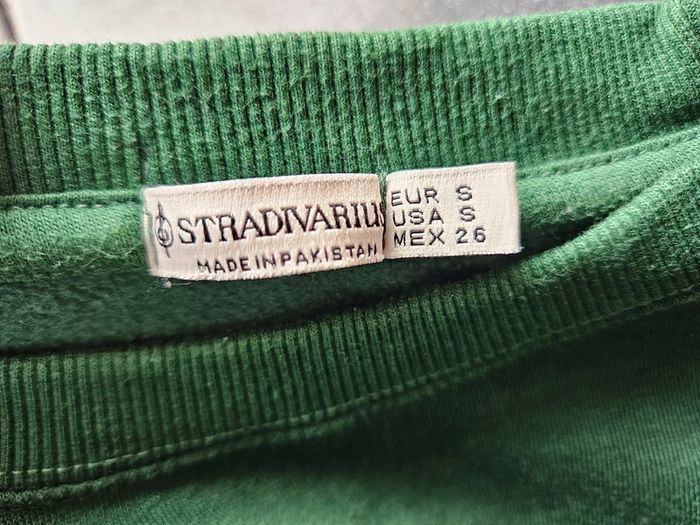 STRADIVARIUS
MADE IN PAKISTAN
EUR S
USA S
MEX 26